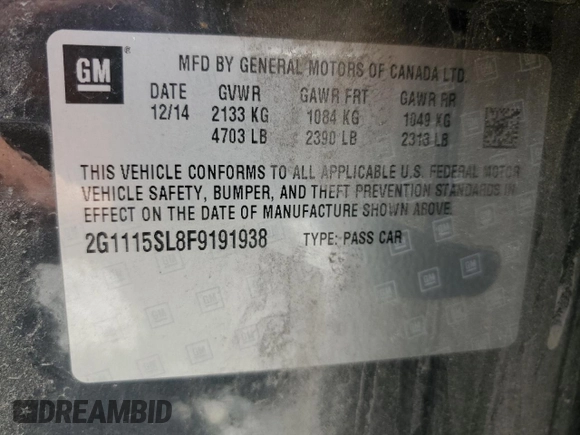 GM
MFD BY GENERAL MOTORS OF CANADA LTD.
DATE GVWR GAWR FRT GAWR RR
12/14 2133 KG 1084 KG 1049 KG
4703 LB 2390 LB 2313 LB
THIS VEHICLE CONFORMS TO ALL APPLICABLE U.S. FEDERAL MOTOR
VEHICLE SAFETY, BUMPER, AND THEFT PREVENTION STANDARDS IN
EFFECT ON THE DATE OF MANUFACTURE SHOWN ABOVE.
2G1115SL8F9191938 TYPE: PASS CAR
DREAMBID